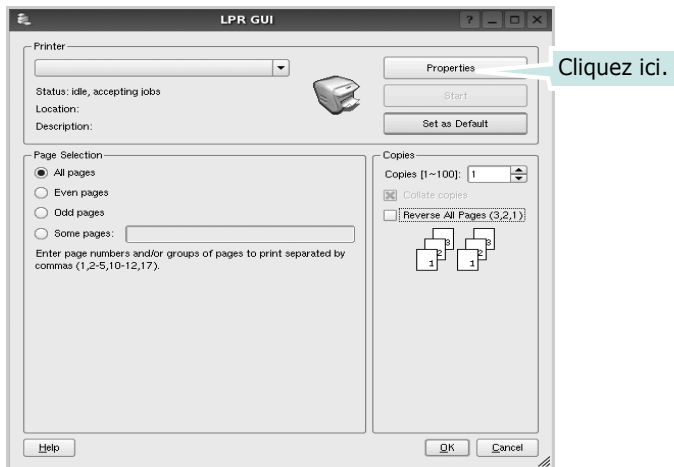 LPR GUI
Printer
Properties
Cliquez ici.
Status: idle, accepting jobs
Start
Location:
Description:
Set as Default
Page Selection
Copies
All pages
Copies [1~100]: 1
Even pages
Collate copies
Odd pages
Reverse All Pages (3,2,1)
Some pages:
Enter page numbers and/or groups of pages to print separated by
commas (1,2-5,10-12,17).
3 3
2 2
1 1
Help
OK
Cancel